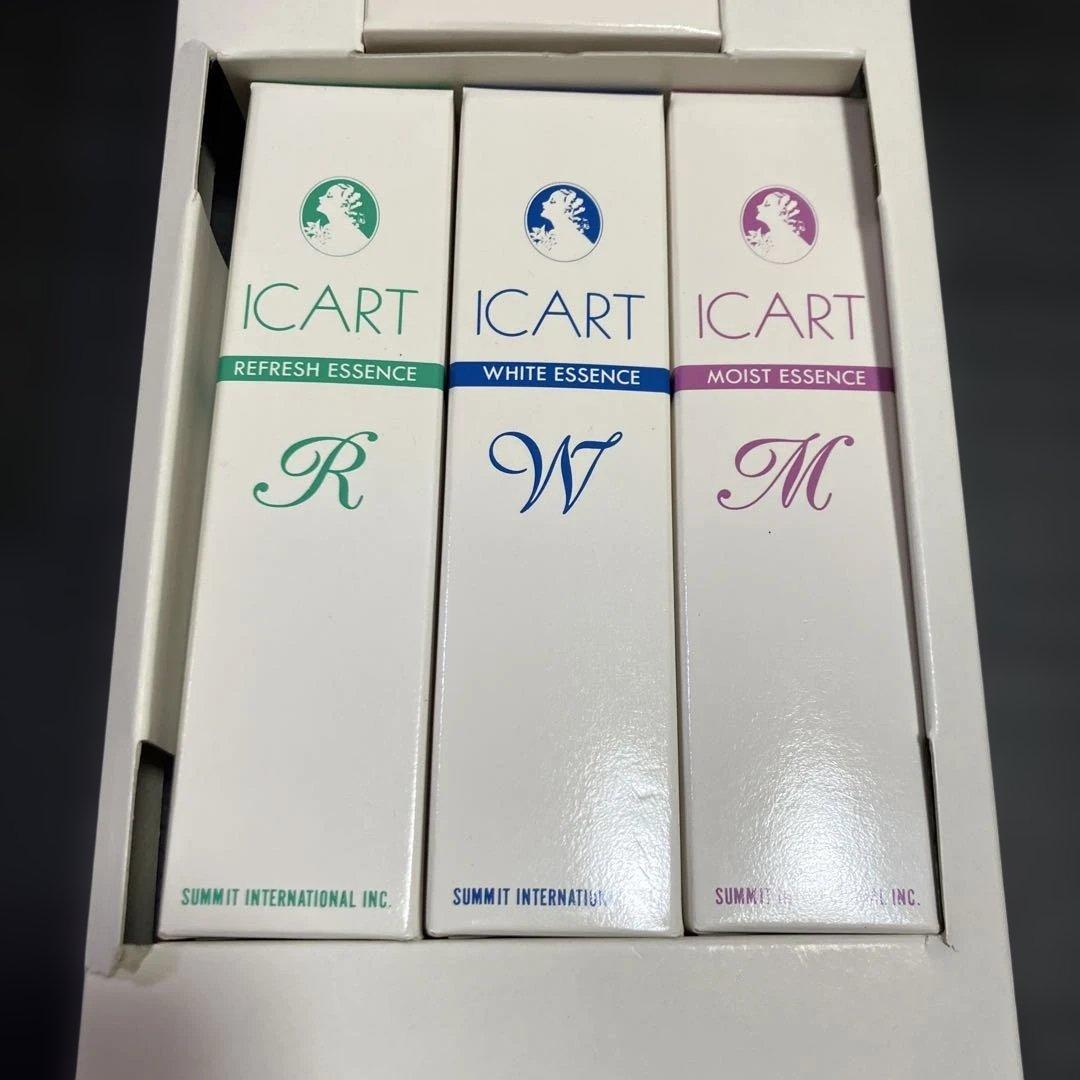 ICART
REFRESH ESSENCE
R
SUMMIT INTERNATIONAL INC.
ICART
WHITE ESSENCE
W
SUMMIT
ICART
MOIST ESSENCE
M
SUMMIT INC.